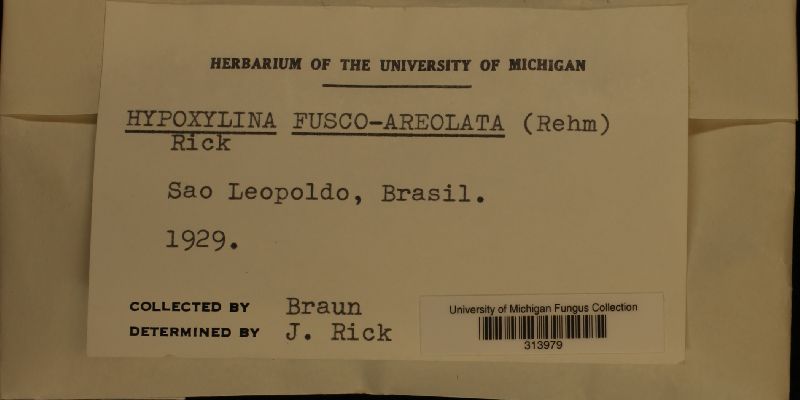 HERBARIUM OF THE UNIVERSITY OF MICHIGAN
HYPOXYLINA FUSCO-AREOLATA (Rehm)
Rick
Sao Leopoldo, Brasil.
1929.
COLLECTED BY Braun
DETERMINED BY J. Rick
University of Michigan Fungus Collection
313979